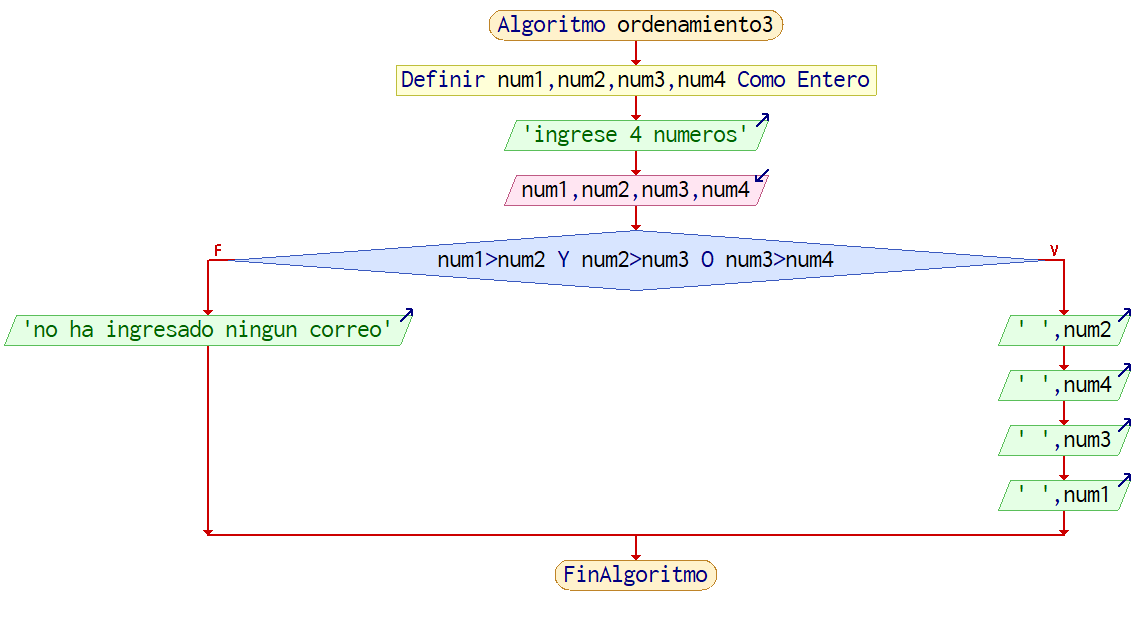 Algoritmo ordenamiento3
Definir num1,num2,num3,num4 Como Entero
'ingrese 4 numeros'
num1,num2,num3,num4
F
V
num1>num2 Y num2>num3 O num3>num4
'no ha ingresado ningun correo'
' ',num2
' ',num4
' ',num3
' ',num1
FinAlgoritmo